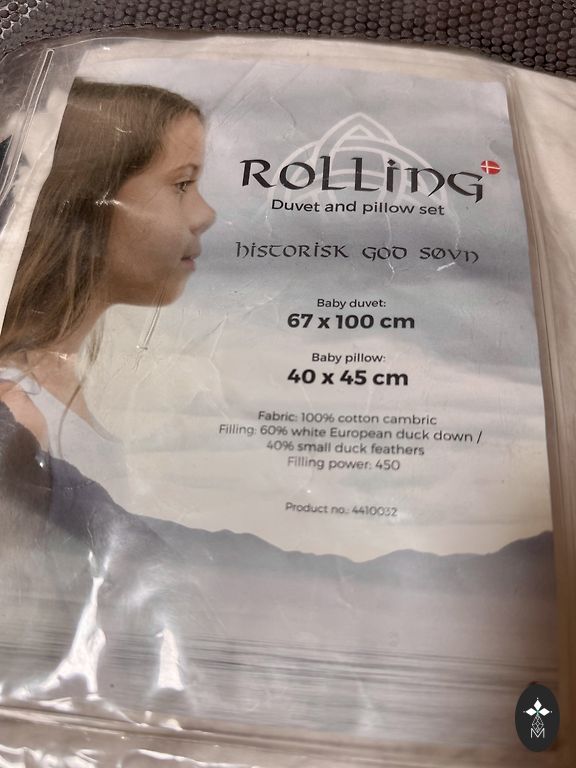 ROLLING
Duvet and pillow set
HISTORISK GOD SØVN
Baby duvet:
67 x 100 cm
Baby pillow:
40 x 45 cm
Fabric: 100% cotton cambric
Filling: 60% white European duck down /
40% small duck feathers
Filling power: 450
Product no.: 4410032
M